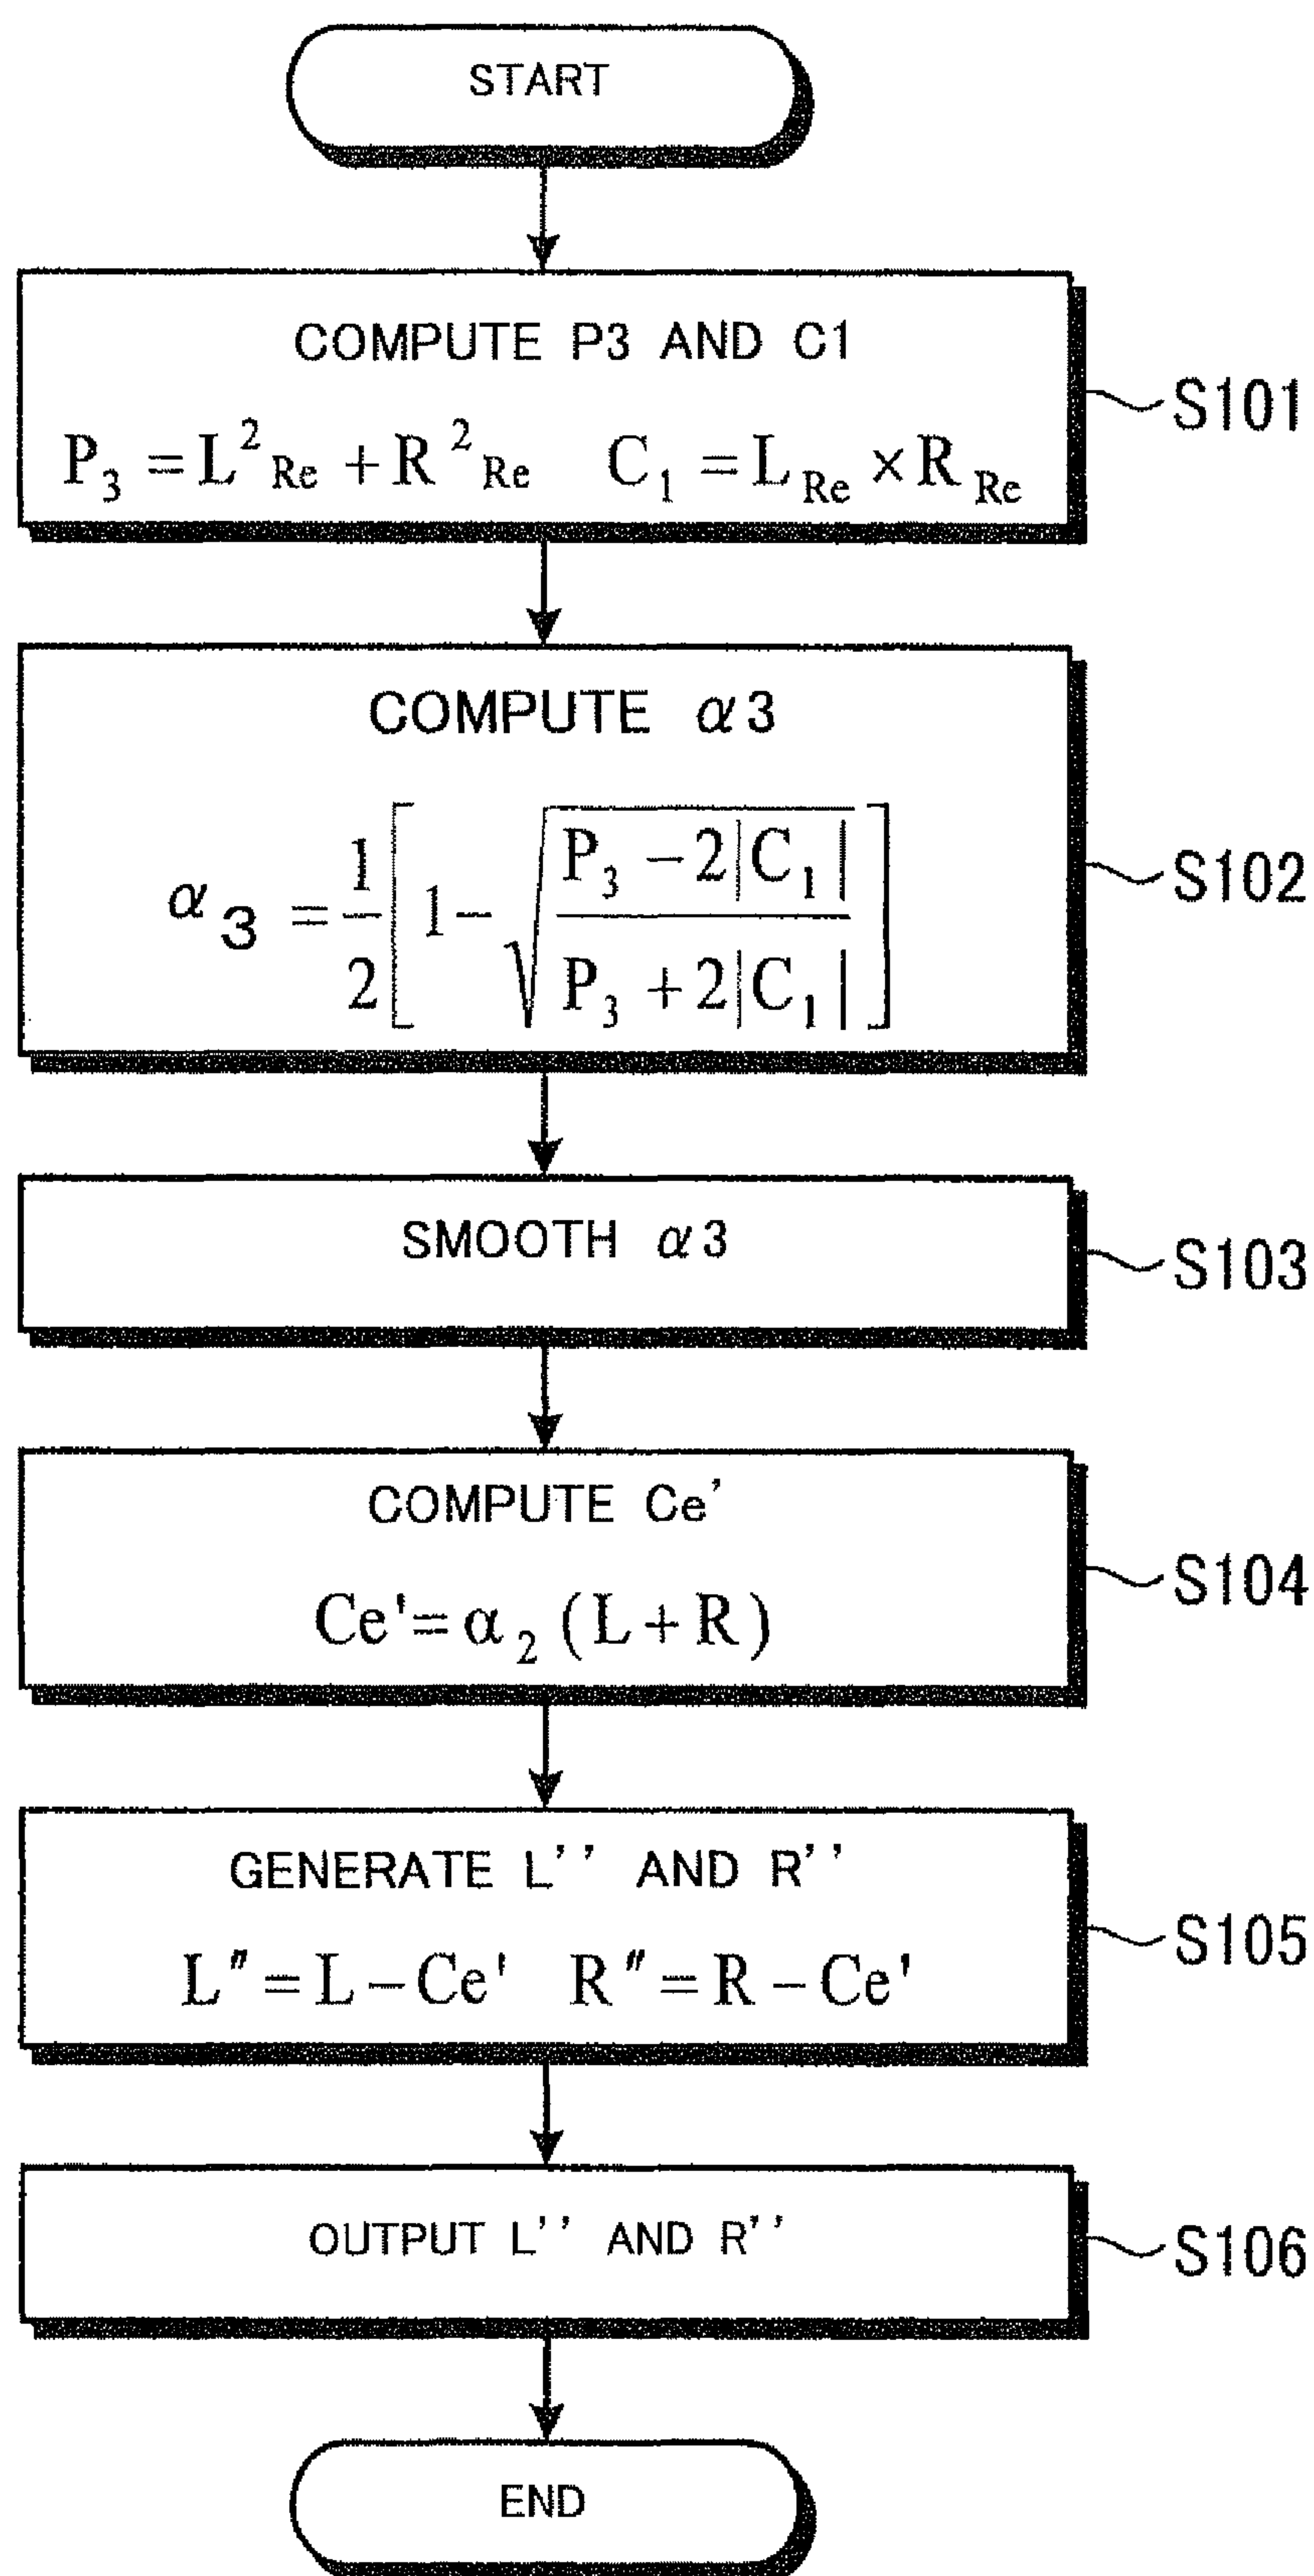 START
COMPUTE P3 AND C1
P₃ = L²Re + R²Re   C₁ = LRe × RRe
S101
COMPUTE α3
α₃ = 1/2 [ 1 - √( (P₃ - 2|C₁|) / (P₃ + 2|C₁|) ) ]
S102
SMOOTH α3
S103
COMPUTE Ce'
Ce' = α₂ (L + R)
S104
GENERATE L'' AND R''
L" = L - Ce'   R" = R - Ce'
S105
OUTPUT L'' AND R''
S106
END